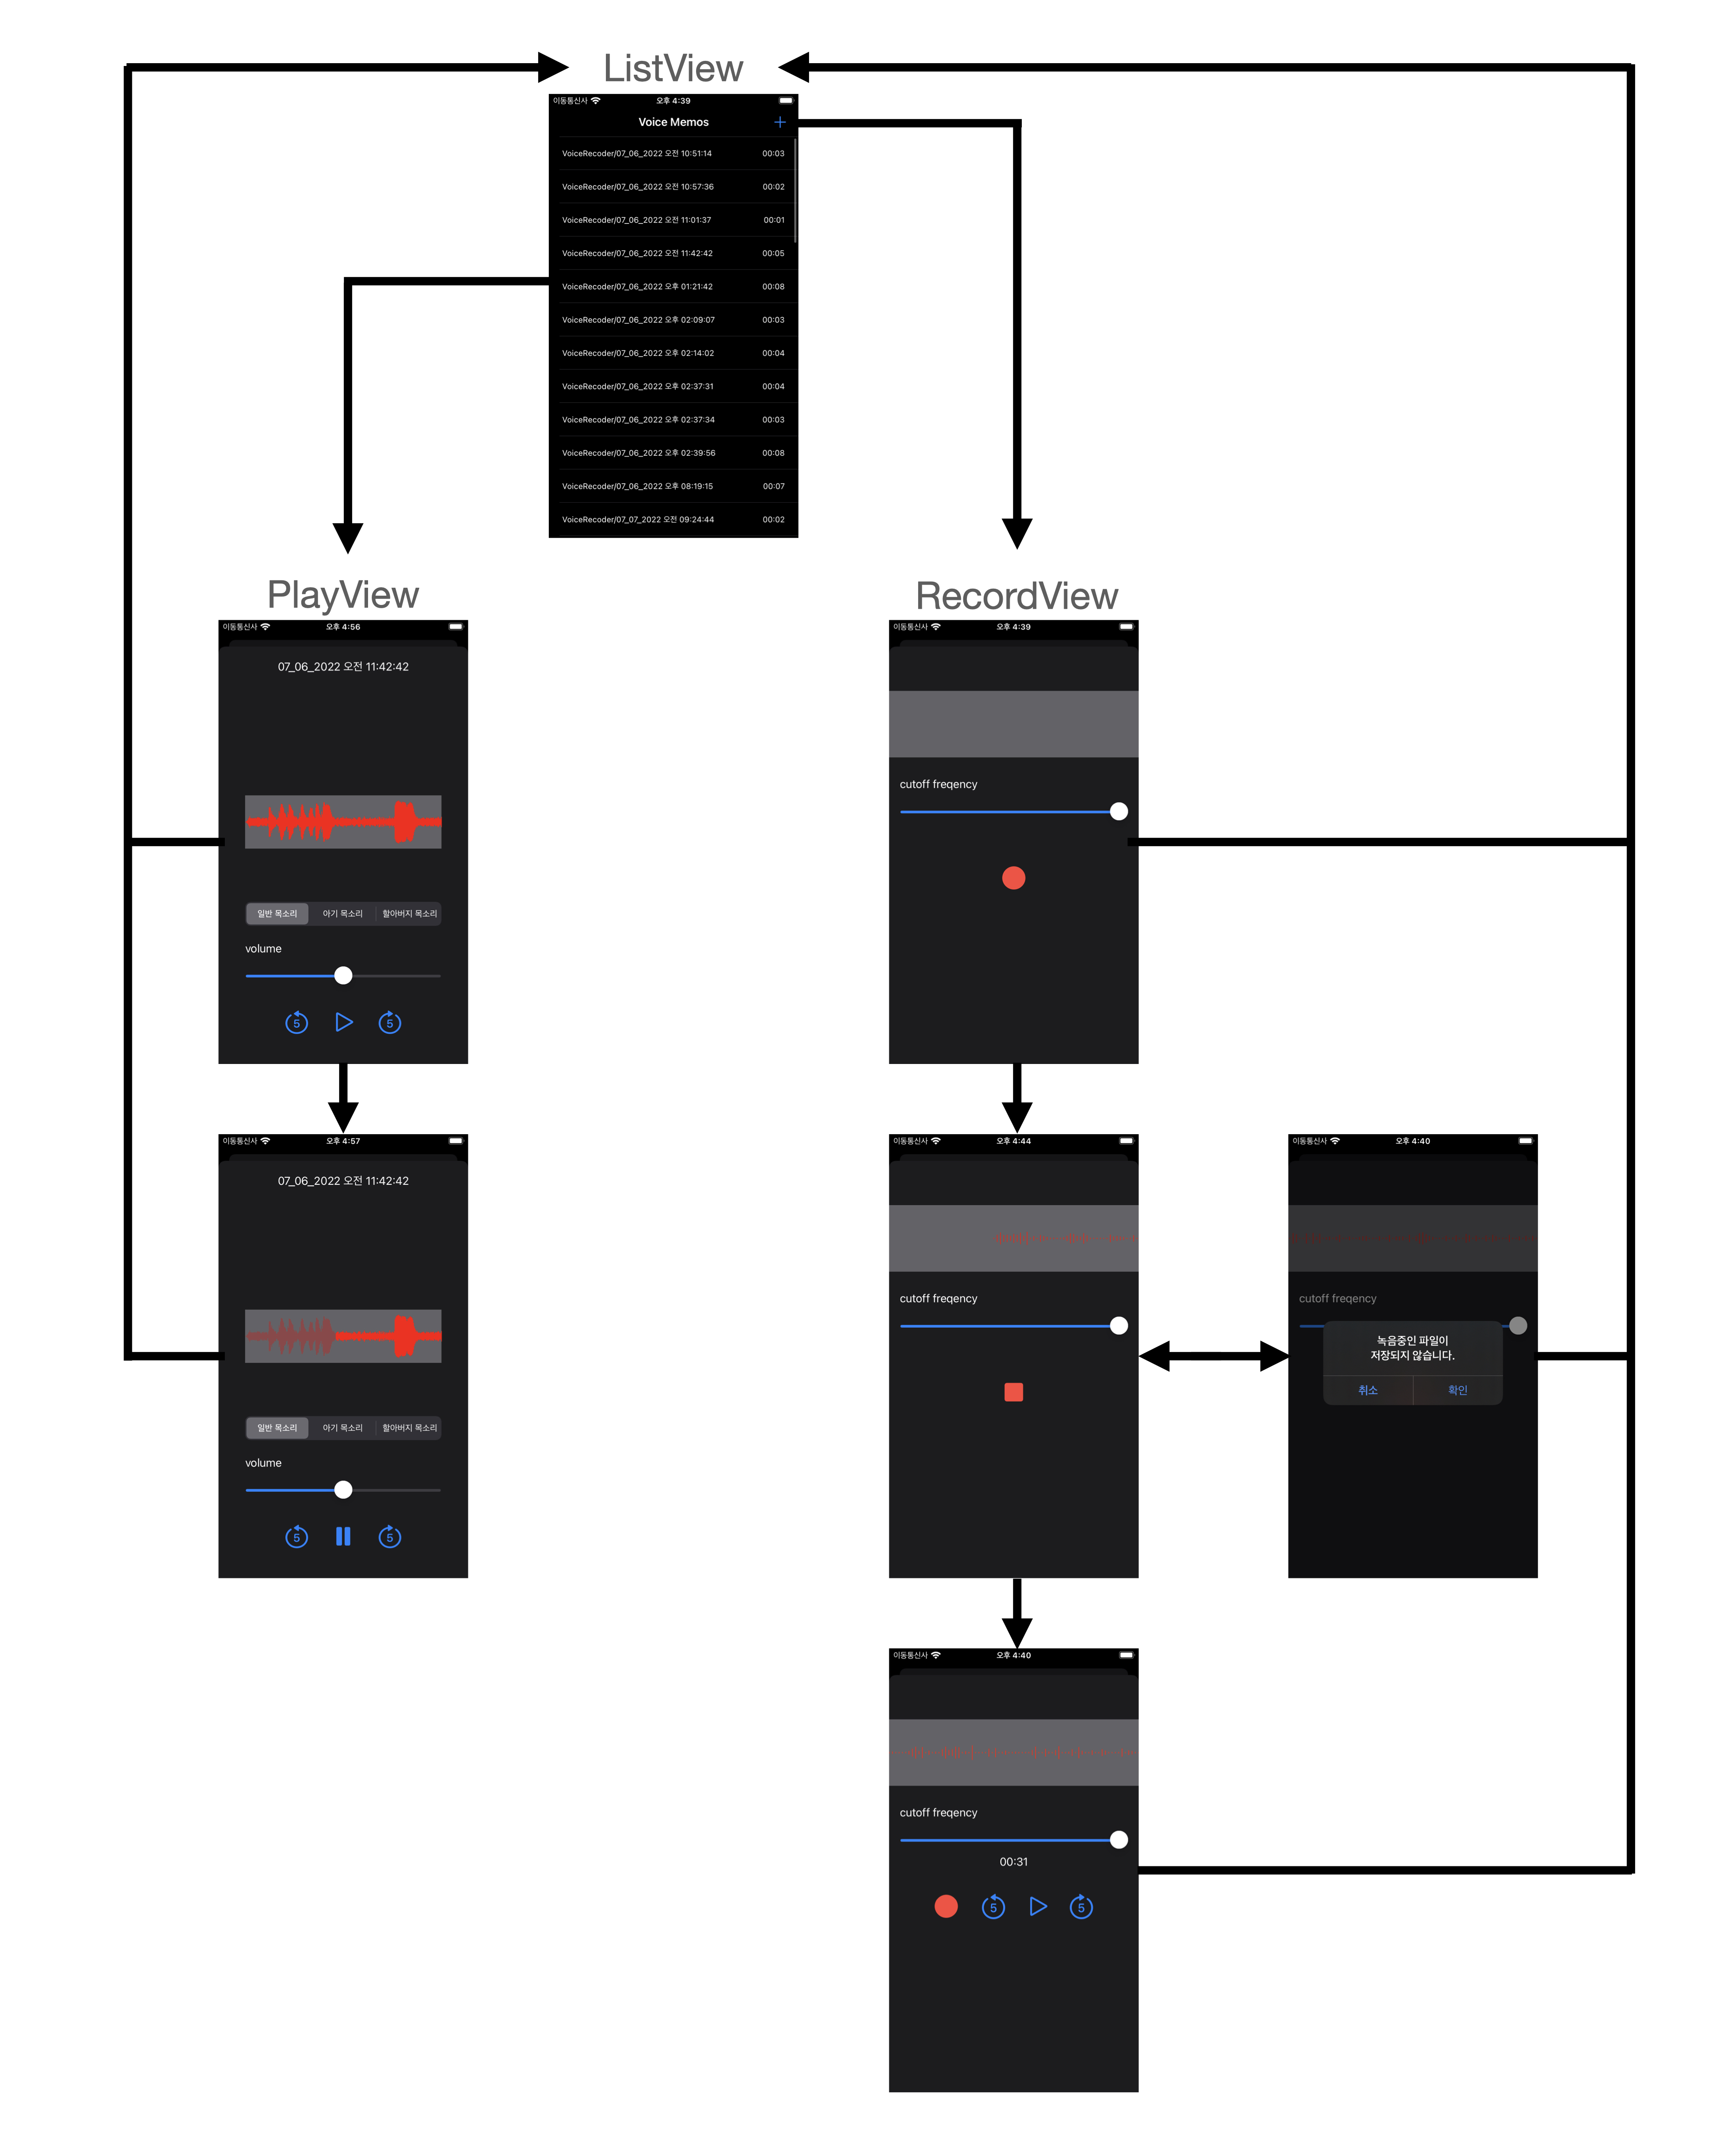 ListView
이동통신사 오후 4:39
Voice Memos +
VoiceRecoder/07_06_2022 오전 10:51:14 00:03
VoiceRecoder/07_06_2022 오전 10:57:36 00:02
VoiceRecoder/07_06_2022 오전 11:01:37 00:01
VoiceRecoder/07_06_2022 오전 11:42:42 00:05
VoiceRecoder/07_06_2022 오후 01:21:42 00:08
VoiceRecoder/07_06_2022 오후 02:09:07 00:03
VoiceRecoder/07_06_2022 오후 02:14:02 00:04
VoiceRecoder/07_06_2022 오후 02:37:31 00:04
VoiceRecoder/07_06_2022 오후 02:37:34 00:03
VoiceRecoder/07_06_2022 오후 02:39:56 00:08
VoiceRecoder/07_06_2022 오후 08:19:15 00:07
VoiceRecoder/07_07_2022 오전 09:24:44 00:02
PlayView
이동통신사 오후 4:56
07_06_2022 오전 11:42:42
일반 목소리 아기 목소리 할아버지 목소리
volume
5 5
이동통신사 오후 4:57
07_06_2022 오전 11:42:42
일반 목소리 아기 목소리 할아버지 목소리
volume
5 5
RecordView
이동통신사 오후 4:39
cutoff freqency
이동통신사 오후 4:44
cutoff freqency
이동통신사 오후 4:40
cutoff freqency
녹음중인 파일이
저장되지 않습니다.
취소 확인
이동통신사 오후 4:40
cutoff freqency
00:31
5 5